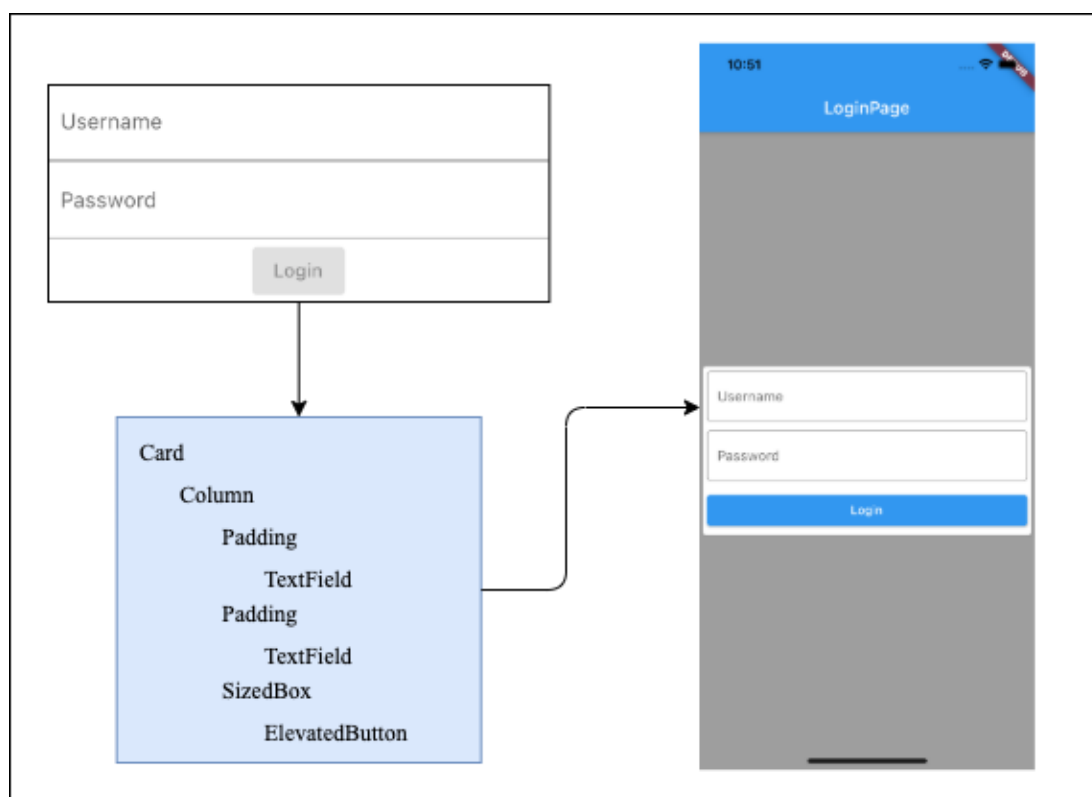 Username
Password
Login
Card
Column
Padding
TextField
Padding
TextField
SizedBox
ElevatedButton
10:51
LoginPage
Username
Password
Login